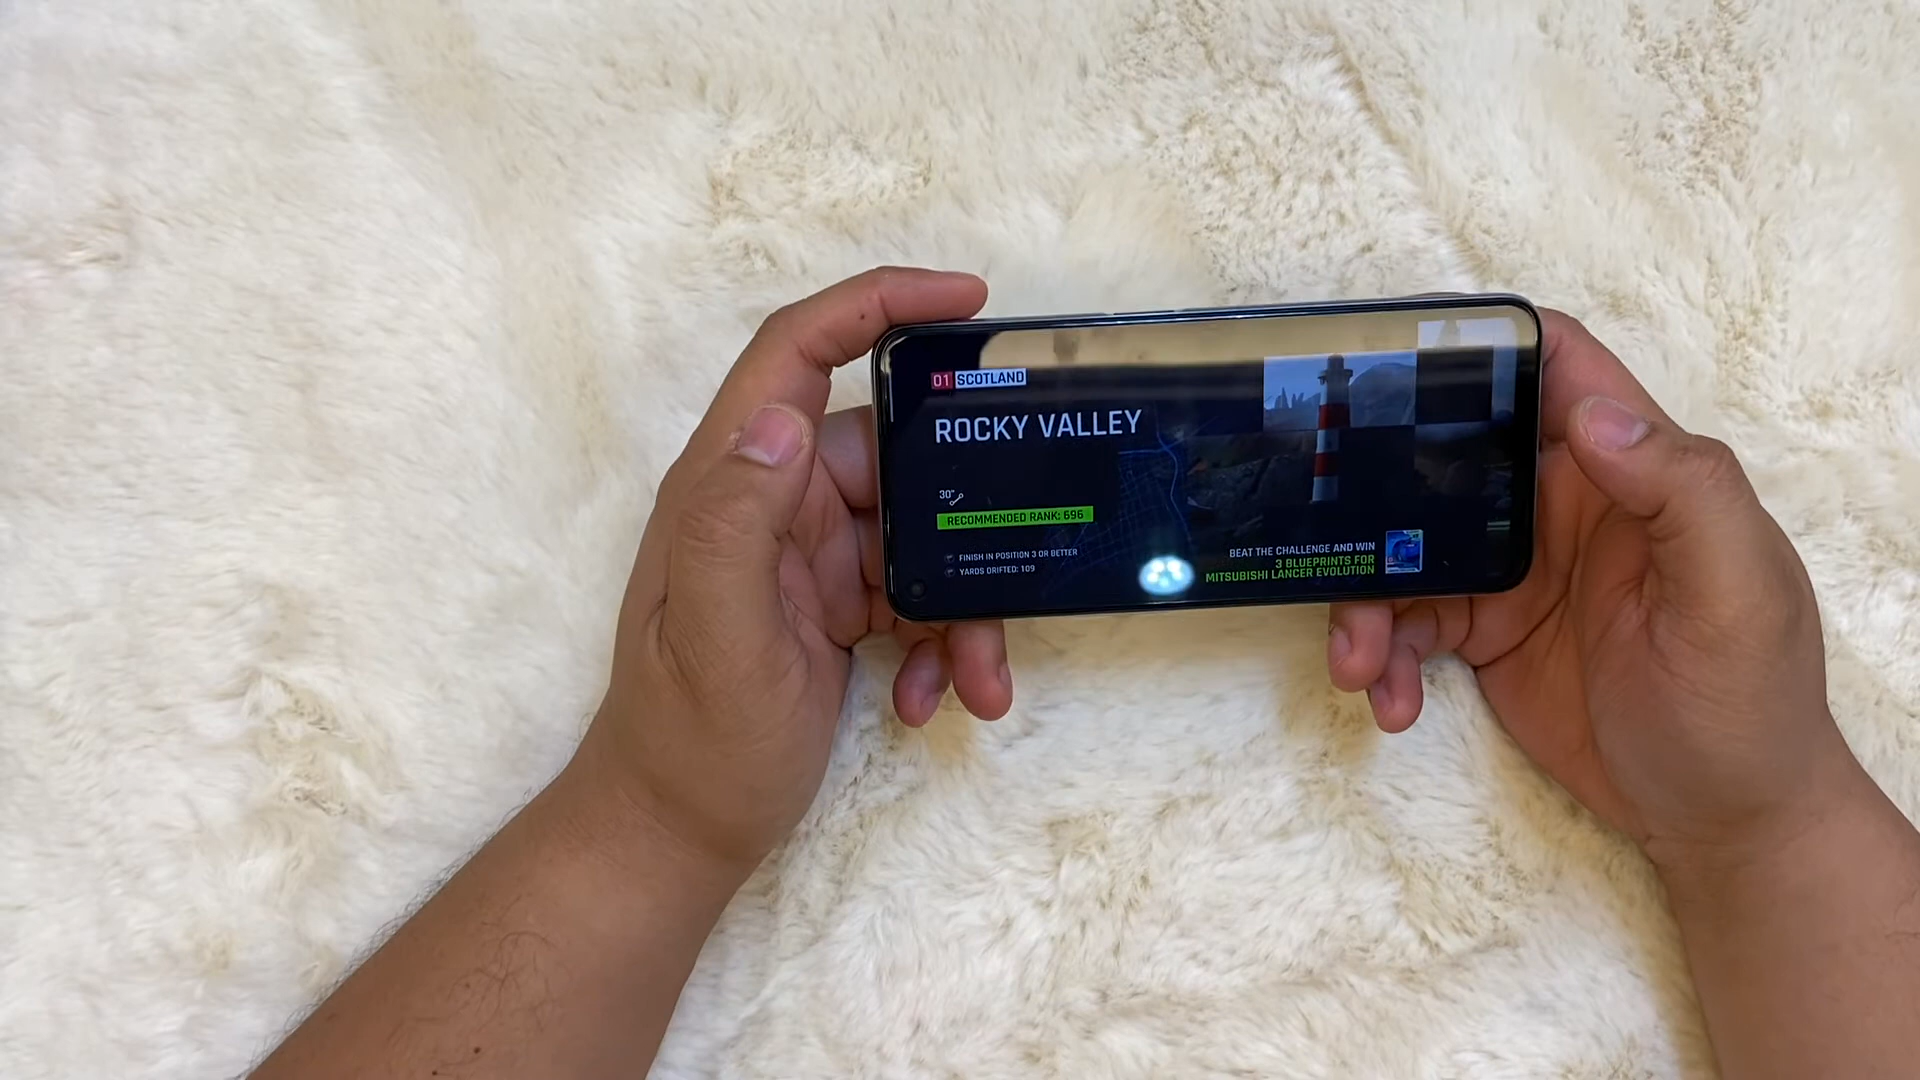 01 SCOTLAND
ROCKY VALLEY
30"
RECOMMENDED RANK: 696
FINISH IN POSITION 3 OR BETTER
YARDS DRIFTED: 109
BEAT THE CHALLENGE AND WIN
3 BLUEPRINTS FOR
MITSUBISHI LANCER EVOLUTION